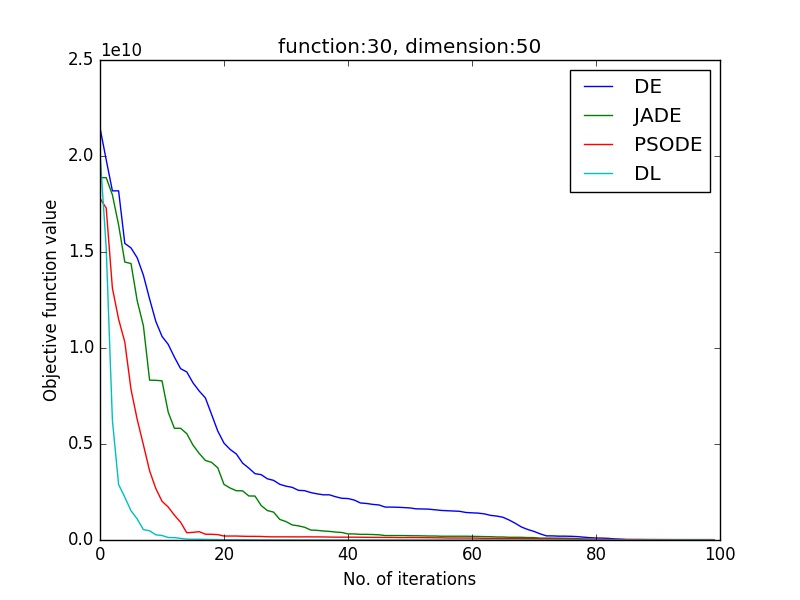 function:30, dimension:50
1e10
2.5
2.0
1.5
1.0
0.5
0.0
Objective function value
0 20 40 60 80 100
No. of iterations
DE
JADE
PSODE
DL